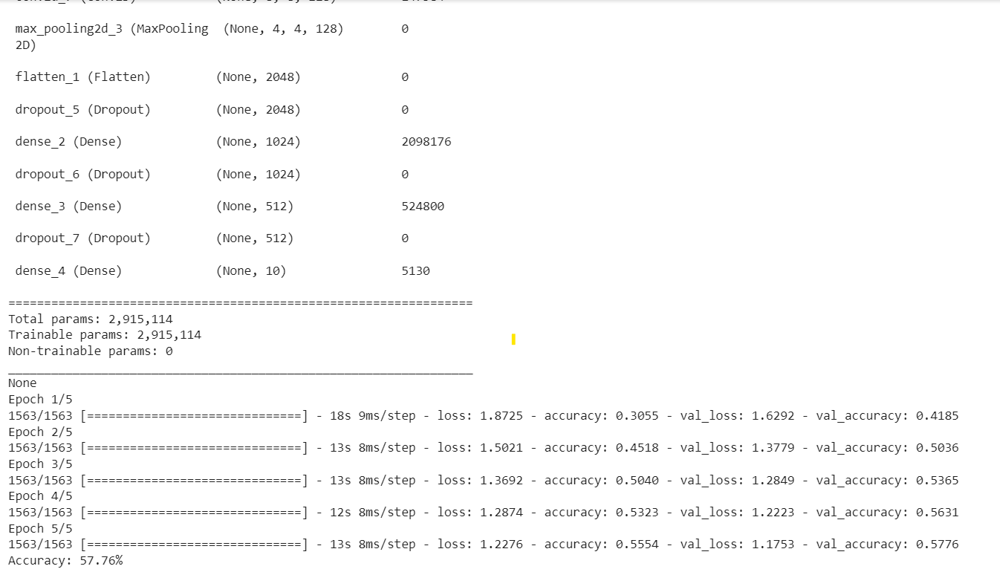 max_pooling2d_3 (MaxPooling  (None, 4, 4, 128)        0
2D)
flatten_1 (Flatten)         (None, 2048)              0
dropout_5 (Dropout)         (None, 2048)              0
dense_2 (Dense)             (None, 1024)              2098176
dropout_6 (Dropout)         (None, 1024)              0
dense_3 (Dense)             (None, 512)               524800
dropout_7 (Dropout)         (None, 512)               0
dense_4 (Dense)             (None, 10)                5130
=================================================================
Total params: 2,915,114
Trainable params: 2,915,114
Non-trainable params: 0
_________________________________________________________________
None
Epoch 1/5
1563/1563 [==============================] - 18s 9ms/step - loss: 1.8725 - accuracy: 0.3055 - val_loss: 1.6292 - val_accuracy: 0.4185
Epoch 2/5
1563/1563 [==============================] - 13s 8ms/step - loss: 1.5021 - accuracy: 0.4518 - val_loss: 1.3779 - val_accuracy: 0.5036
Epoch 3/5
1563/1563 [==============================] - 13s 8ms/step - loss: 1.3692 - accuracy: 0.5040 - val_loss: 1.2849 - val_accuracy: 0.5365
Epoch 4/5
1563/1563 [==============================] - 12s 8ms/step - loss: 1.2874 - accuracy: 0.5323 - val_loss: 1.2223 - val_accuracy: 0.5631
Epoch 5/5
1563/1563 [==============================] - 13s 8ms/step - loss: 1.2276 - accuracy: 0.5554 - val_loss: 1.1753 - val_accuracy: 0.5776
Accuracy: 57.76%